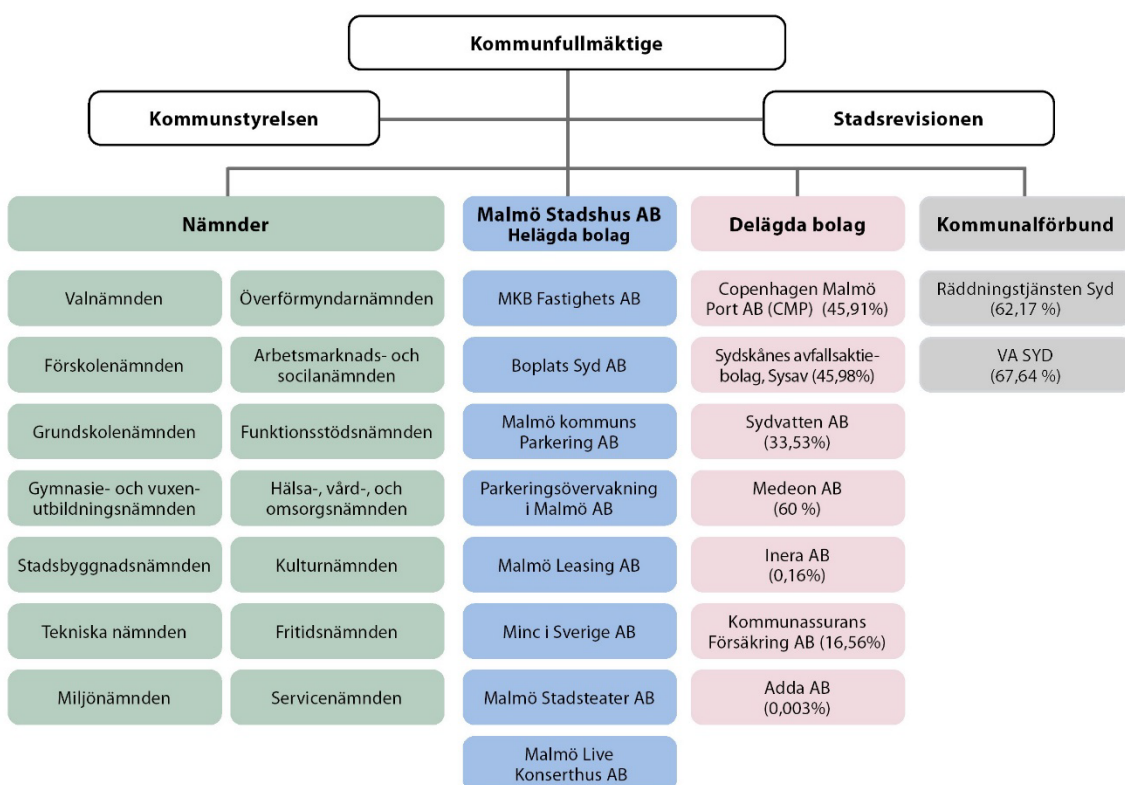 Kommunfullmäktige
Kommunstyrelsen
Stadsrevisionen
Nämnder
Valnämnden
Överförmyndarnämnden
Förskolenämnden
Arbetsmarknads- och
socilanämnden
Grundskolenämnden
Funktionsstödsnämnden
Gymnasie- och vuxen-
utbildningsnämnden
Hälsa-, vård-, och
omsorgsnämnden
Stadsbyggnadsnämnden
Kulturnämnden
Tekniska nämnden
Fritidsnämnden
Miljönämnden
Servicenämnden
Malmö Stadshus AB
Helägda bolag
MKB Fastighets AB
Boplats Syd AB
Malmö kommuns
Parkering AB
Parkeringsövervakning
i Malmö AB
Malmö Leasing AB
Minc i Sverige AB
Malmö Stadsteater AB
Malmö Live
Konserthus AB
Delägda bolag
Copenhagen Malmö
Port AB (CMP) (45,91%)
Sydskånes avfallsaktie-
bolag, Sysav (45,98%)
Sydvatten AB
(33,53%)
Medeon AB
(60 %)
Inera AB
(0,16%)
Kommunassurans
Försäkring AB (16,56%)
Adda AB
(0,003%)
Kommunalförbund
Räddningstjänsten Syd
(62,17 %)
VA SYD
(67,64 %)